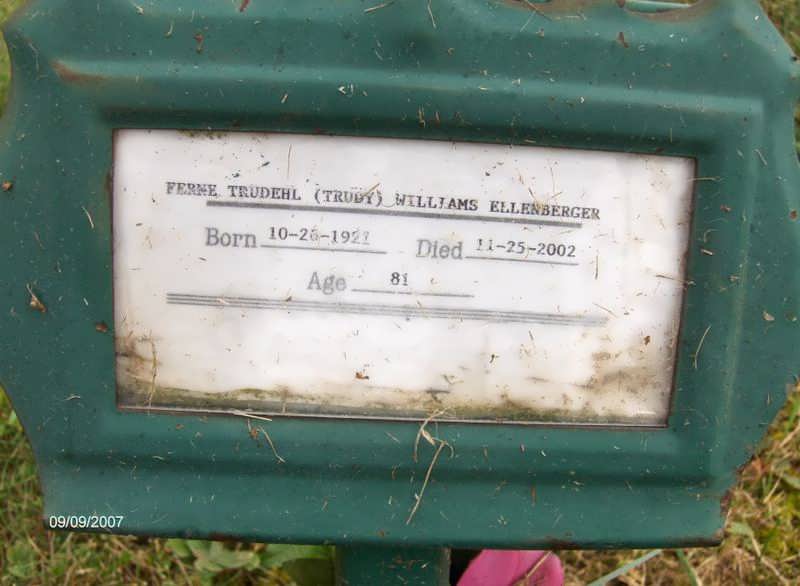 FERNE TRUDEHL (TRUDY) WILLIAMS ELLENBERGER
Born 10-26-1921 Died 11-25-2002
Age 81
09/09/2007